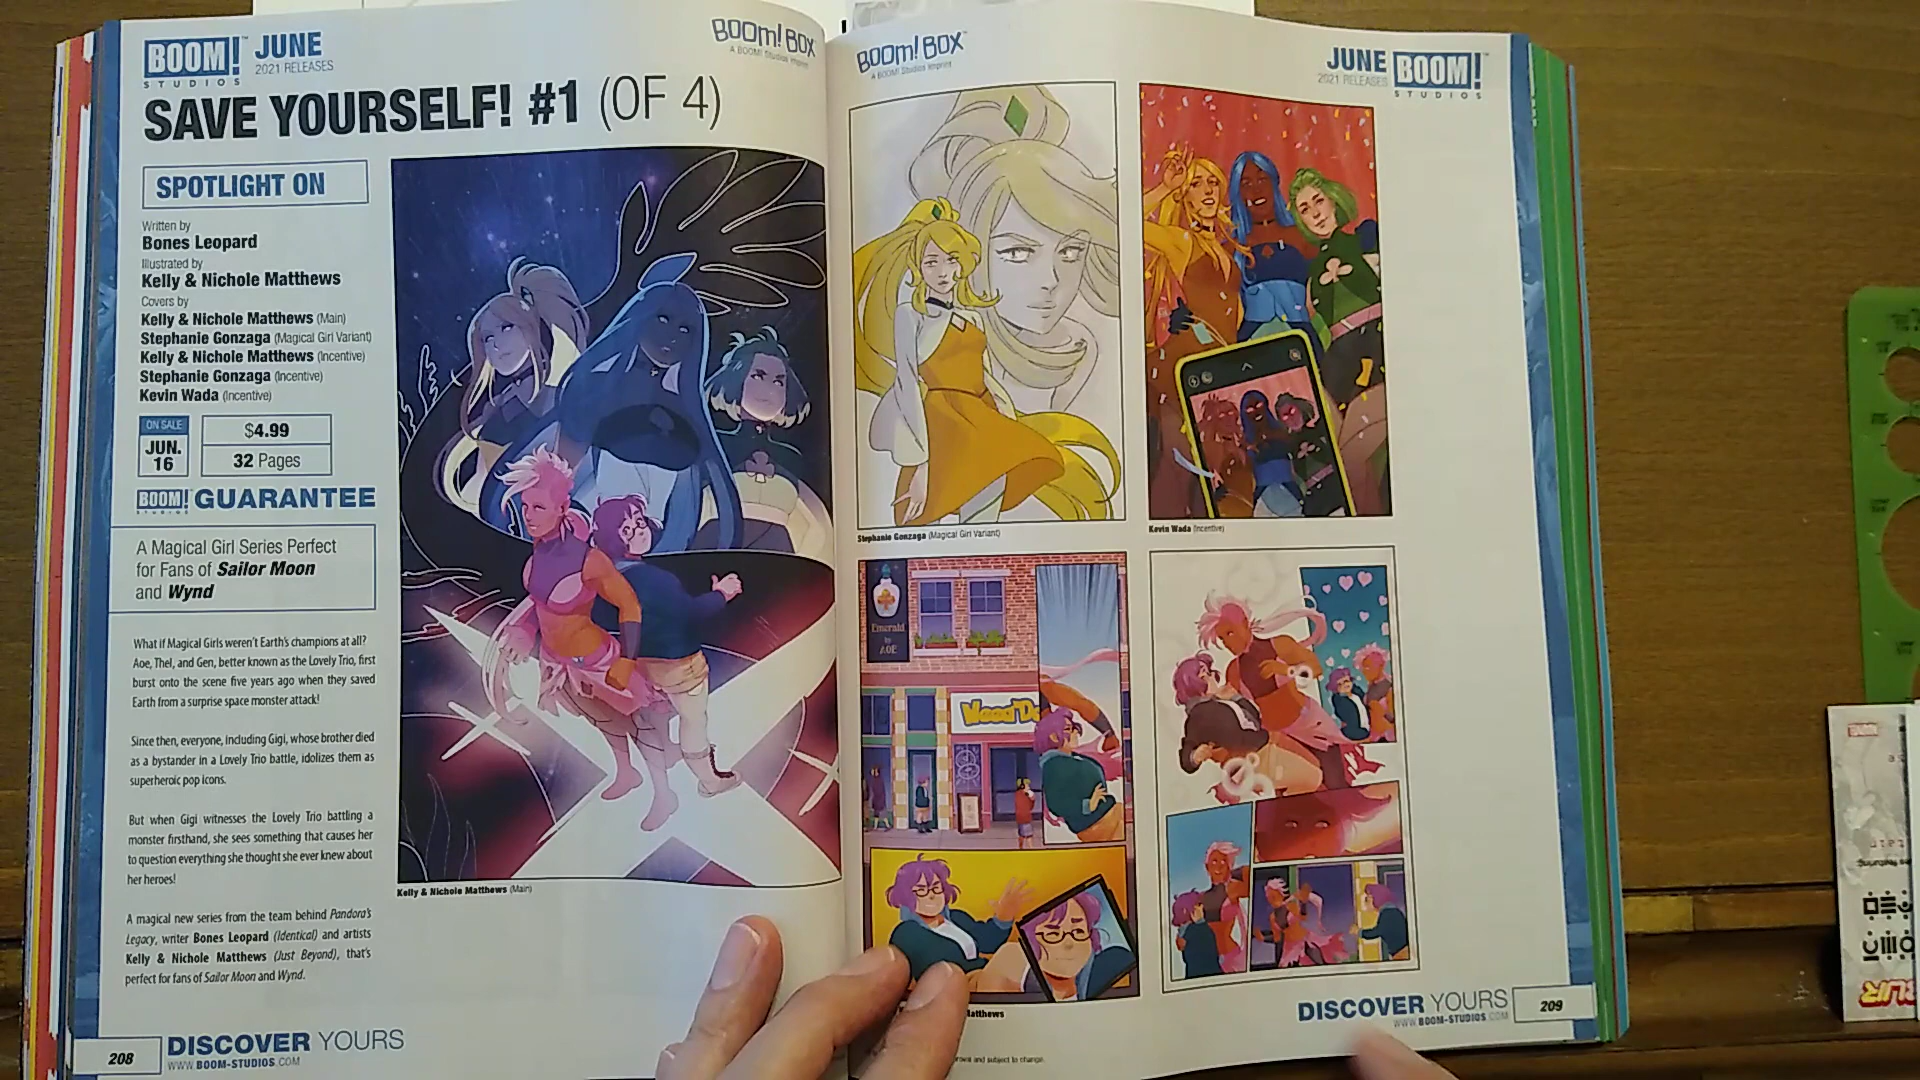 BOOM!™
STUDIOS
JUNE
2021 RELEASES
BOOM! BOX
A BOOM! Studios Imprint
SAVE YOURSELF! #1 (OF 4)
SPOTLIGHT ON
Written by
Bones Leopard
Illustrated by
Kelly & Nichole Matthews
Covers by
Kelly & Nichole Matthews (Main)
Stephanie Gonzaga (Magical Girl Variant)
Kelly & Nichole Matthews (Incentive)
Stephanie Gonzaga (Incentive)
Kevin Wada (Incentive)
ON SALE
JUN.
16
$4.99
32 Pages
BOOM! GUARANTEE
STUDIOS
A Magical Girl Series Perfect
for Fans of Sailor Moon
and Wynd
What if Magical Girls weren't Earth's champions at all?
Aoe, Thel, and Gen, better known as the Lovely Trio, first
burst onto the scene five years ago when they saved
Earth from a surprise space monster attack!
Since then, everyone, including Gigi, whose brother died
as a bystander in a Lovely Trio battle, idolizes them as
superheroic pop icons.
But when Gigi witnesses the Lovely Trio battling a
monster firsthand, she sees something that causes her
to question everything she thought she ever knew about
her heroes!
A magical new series from the team behind Pandora's
Legacy, writer Bones Leopard (Identical) and artists
Kelly & Nichole Matthews (Just Beyond), that's
perfect for fans of Sailor Moon and Wynd.
Kelly & Nichole Matthews (Main)
208
DISCOVER YOURS
WWW.BOOM-STUDIOS.COM
BOOM! BOX™
A BOOM! Studios Imprint
JUNE
2021 RELEASES
BOOM!™
STUDIOS
Stephanie Gonzaga (Magical Girl Variant)
Kevin Wada (Incentive)
Emerald
by
AOE
Matthews
and subject to change.
DISCOVER YOURS
WWW.BOOM-STUDIOS.COM
209